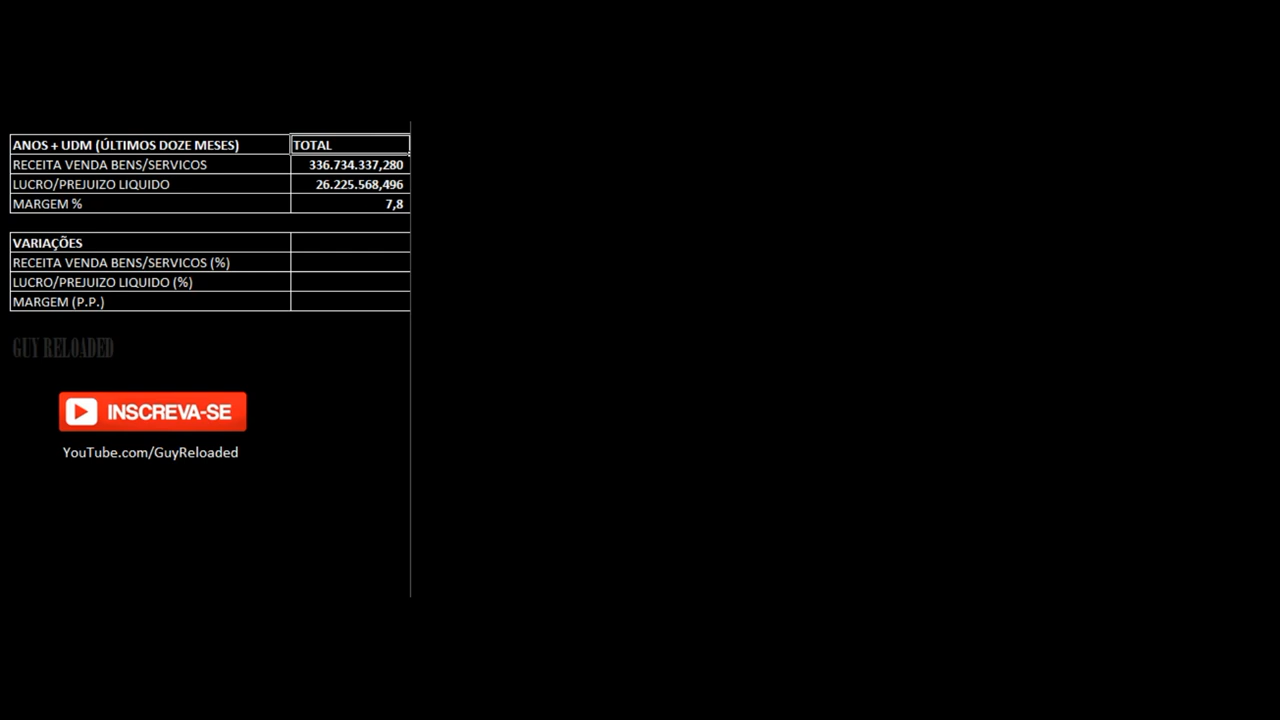 ANOS + UDM (ÚLTIMOS DOZE MESES) TOTAL
RECEITA VENDA BENS/SERVICOS 336.734.337,280
LUCRO/PREJUIZO LIQUIDO 26.225.568,496
MARGEM % 7,8
VARIAÇÕES
RECEITA VENDA BENS/SERVICOS (%)
LUCRO/PREJUIZO LIQUIDO (%)
MARGEM (P.P.)
GUY RELOADED
INSCREVA-SE
YouTube.com/GuyReloaded